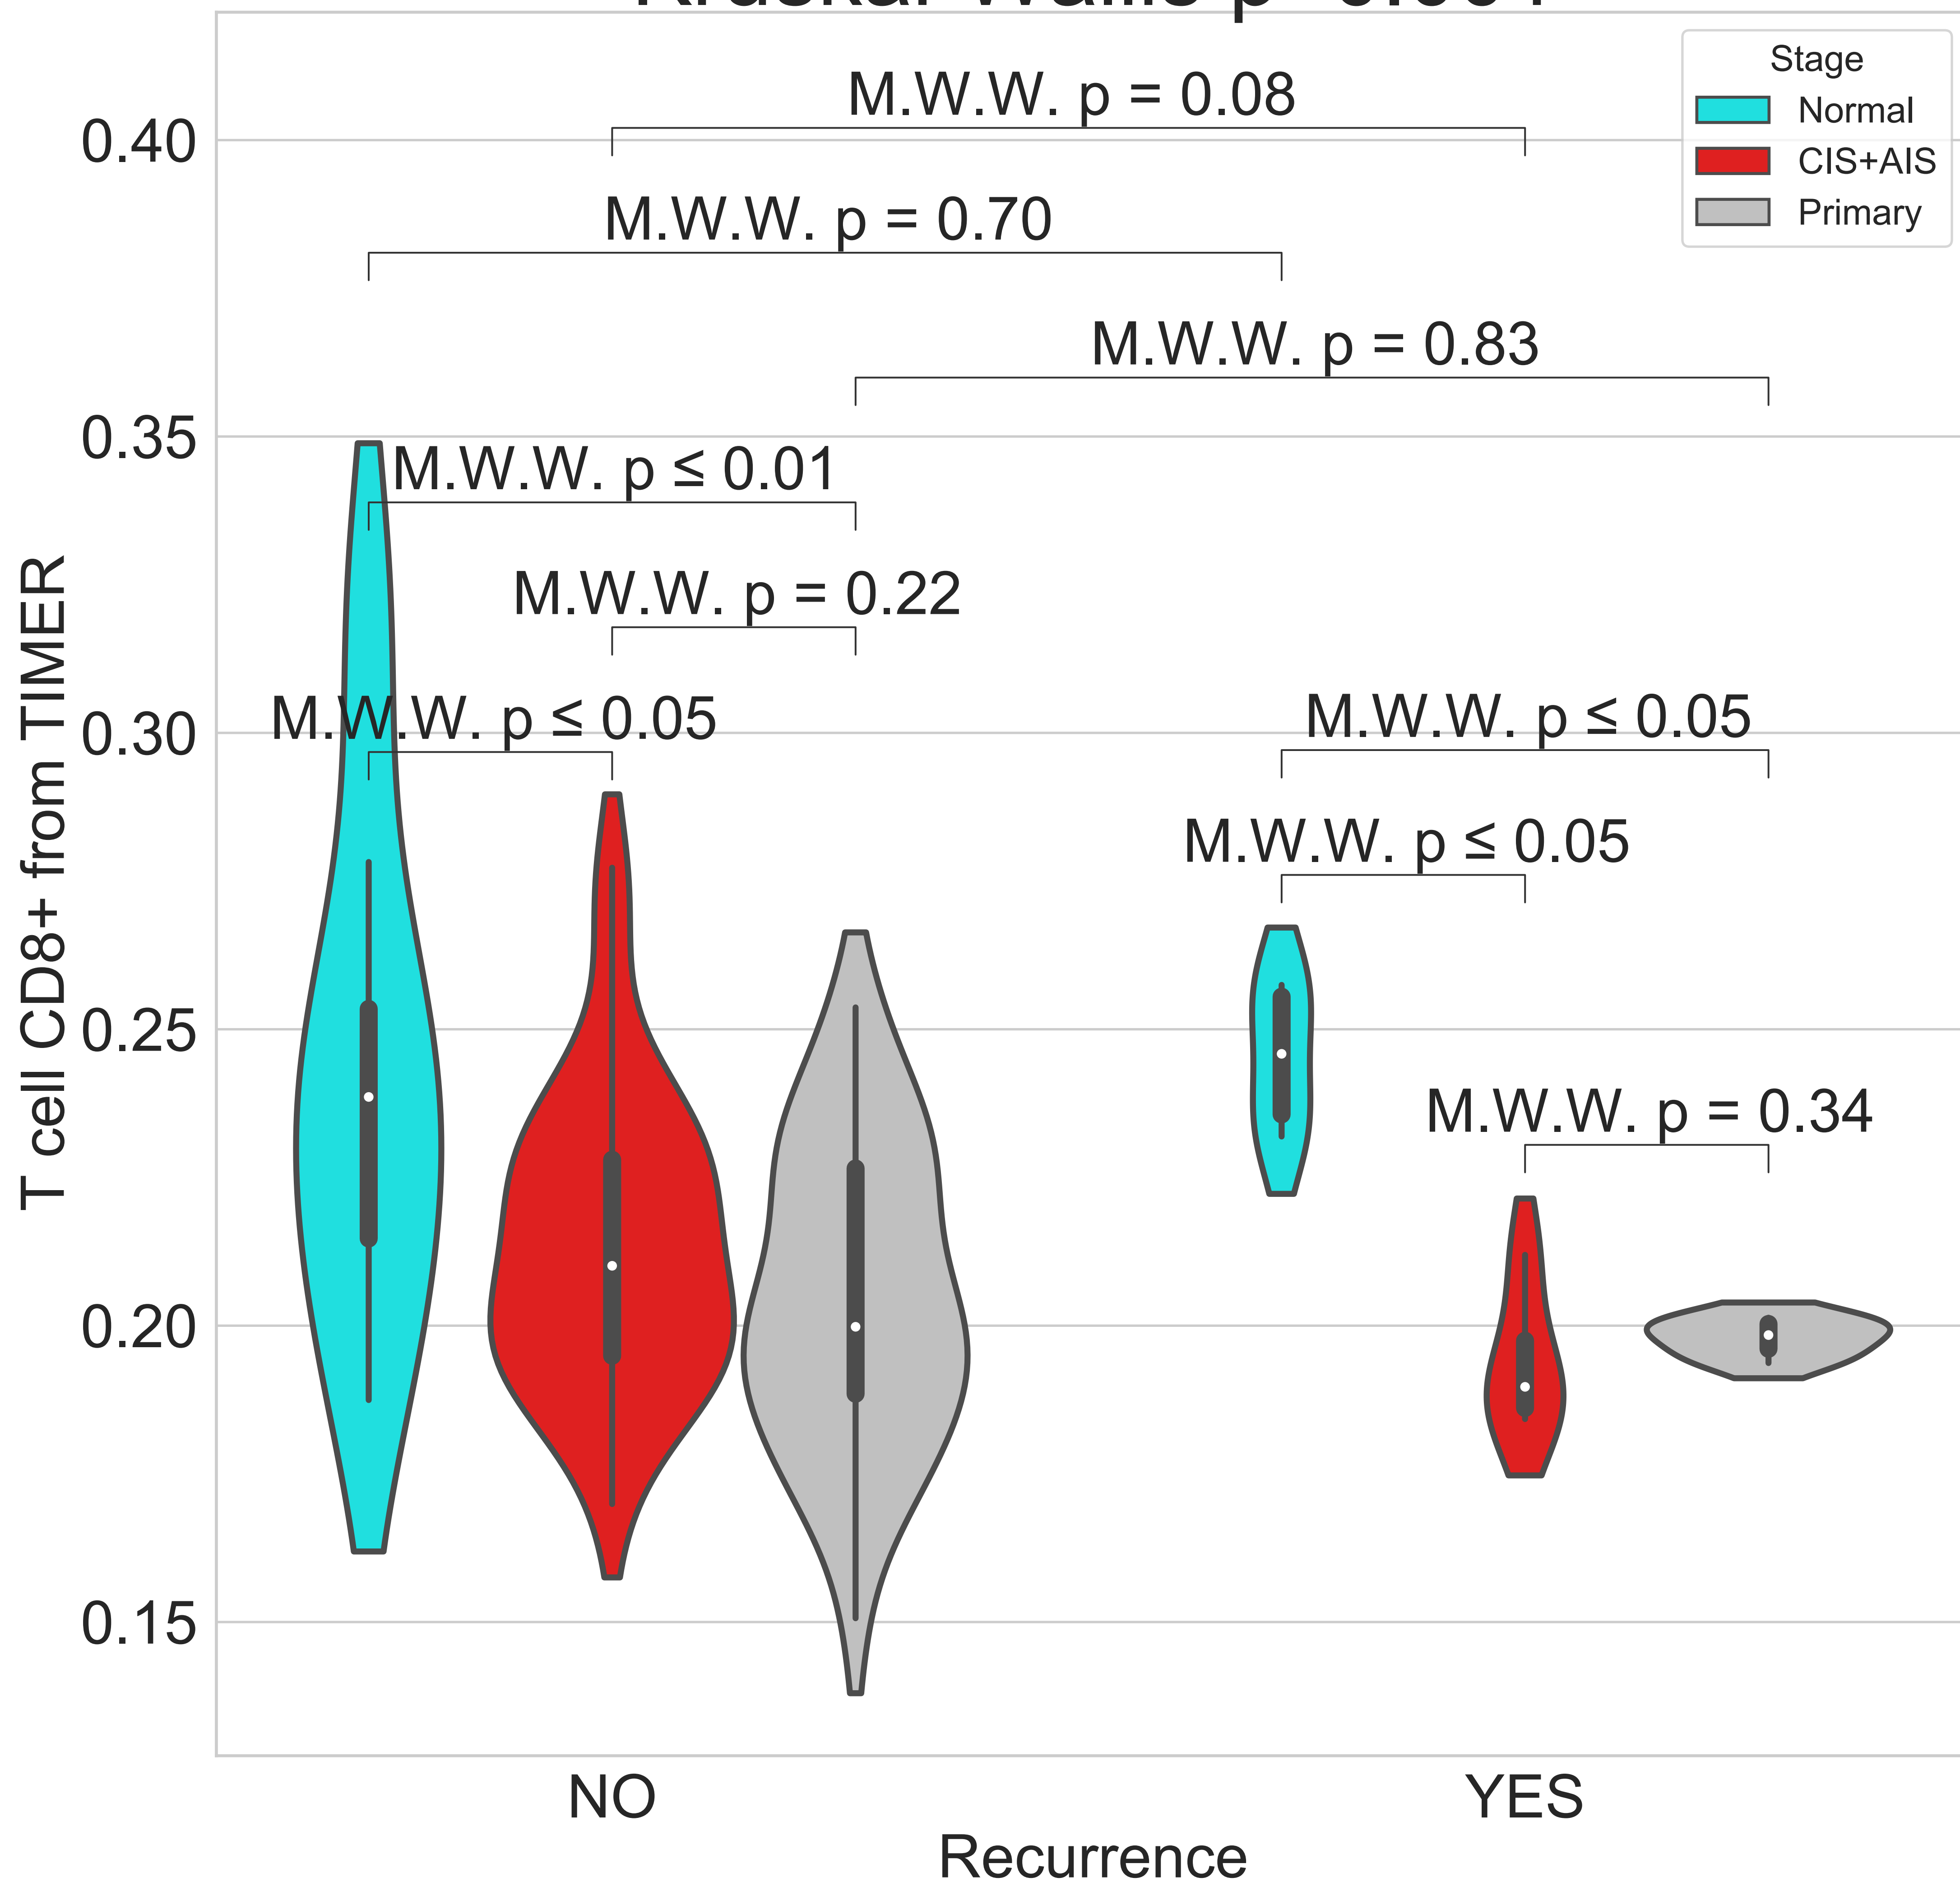 Stage
Normal
CIS+AIS
Primary
M.W.W. p = 0.08
M.W.W. p = 0.70
M.W.W. p = 0.83
M.W.W. p ≤ 0.01
M.W.W. p = 0.22
M.W.W. p ≤ 0.05
M.W.W. p ≤ 0.05
M.W.W. p ≤ 0.05
M.W.W. p = 0.34
T cell CD8+ from TIMER
0.40
0.35
0.30
0.25
0.20
0.15
NO
YES
Recurrence